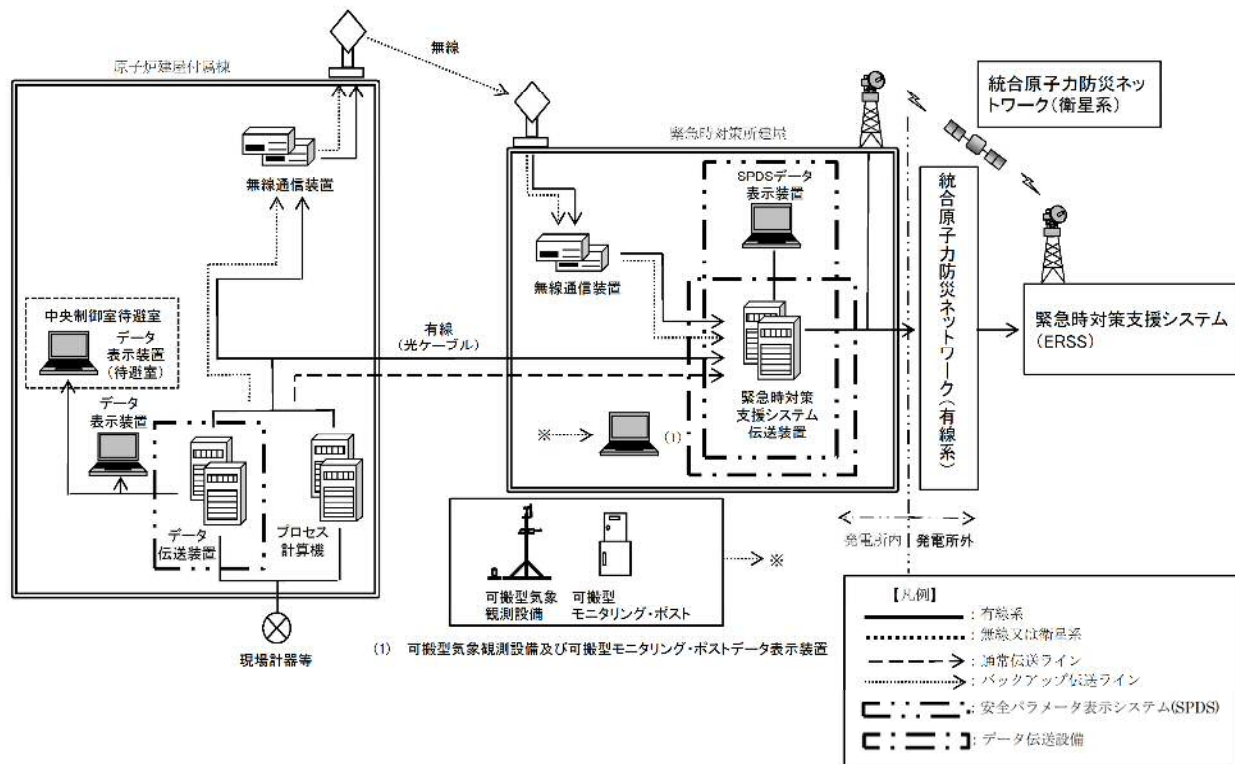 原子炉建屋付属棟
無線
無線通信装置
中央制御室待避室
データ
表示装置
(待避室)
データ
表示装置
データ
伝送装置
プロセス
計算機
現場計器等
有線
(光ケーブル)
緊急時対策所建屋
無線通信装置
SPDSデータ
表示装置
緊急時対策
支援システム
伝送装置
※
(1)
可搬型気象
観測設備
可搬型
モニタリング・ポスト
※
(1) 可搬型気象観測設備及び可搬型モニタリング・ポストデータ表示装置
統合原子力防災ネッ
トワーク(衛星系)
統合原子力防災ネットワーク(有線系)
緊急時対策支援システム
(ERSS)
発電所内
発電所外
【凡例】
:有線系
:無線又は衛星系
:通常伝送ライン
:バックアップ伝送ライン
:安全パラメータ表示システム(SPDS)
:データ伝送設備